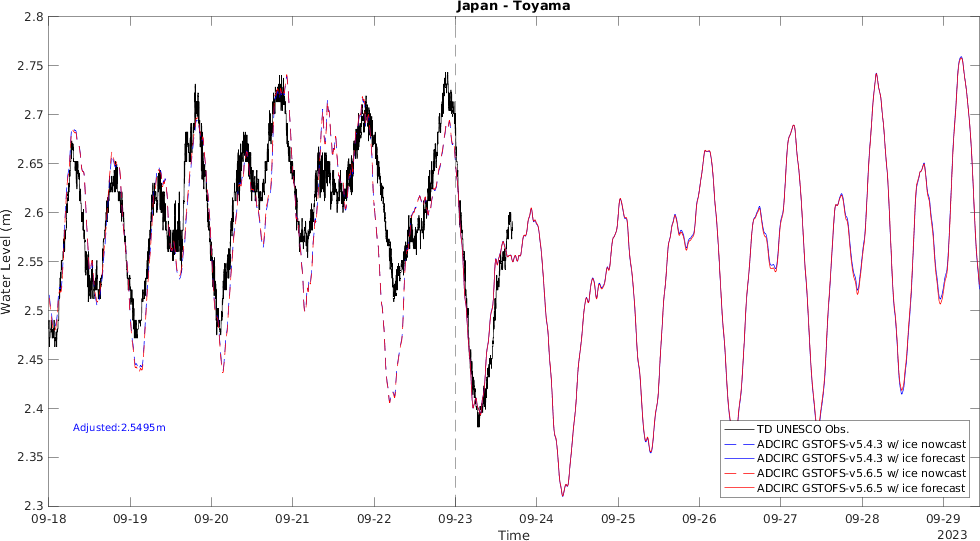 Japan - Toyama
2.8
2.75
2.7
2.65
2.6
2.55
2.5
2.45
2.4
2.35
2.3
Water Level (m)
Adjusted:2.5495m
TD UNESCO Obs.
ADCIRC GSTOFS-v5.4.3 w/ ice nowcast
ADCIRC GSTOFS-v5.4.3 w/ ice forecast
ADCIRC GSTOFS-v5.6.5 w/ ice nowcast
ADCIRC GSTOFS-v5.6.5 w/ ice forecast
09-18 09-19 09-20 09-21 09-22 09-23 09-24 09-25 09-26 09-27 09-28 09-29
Time
2023